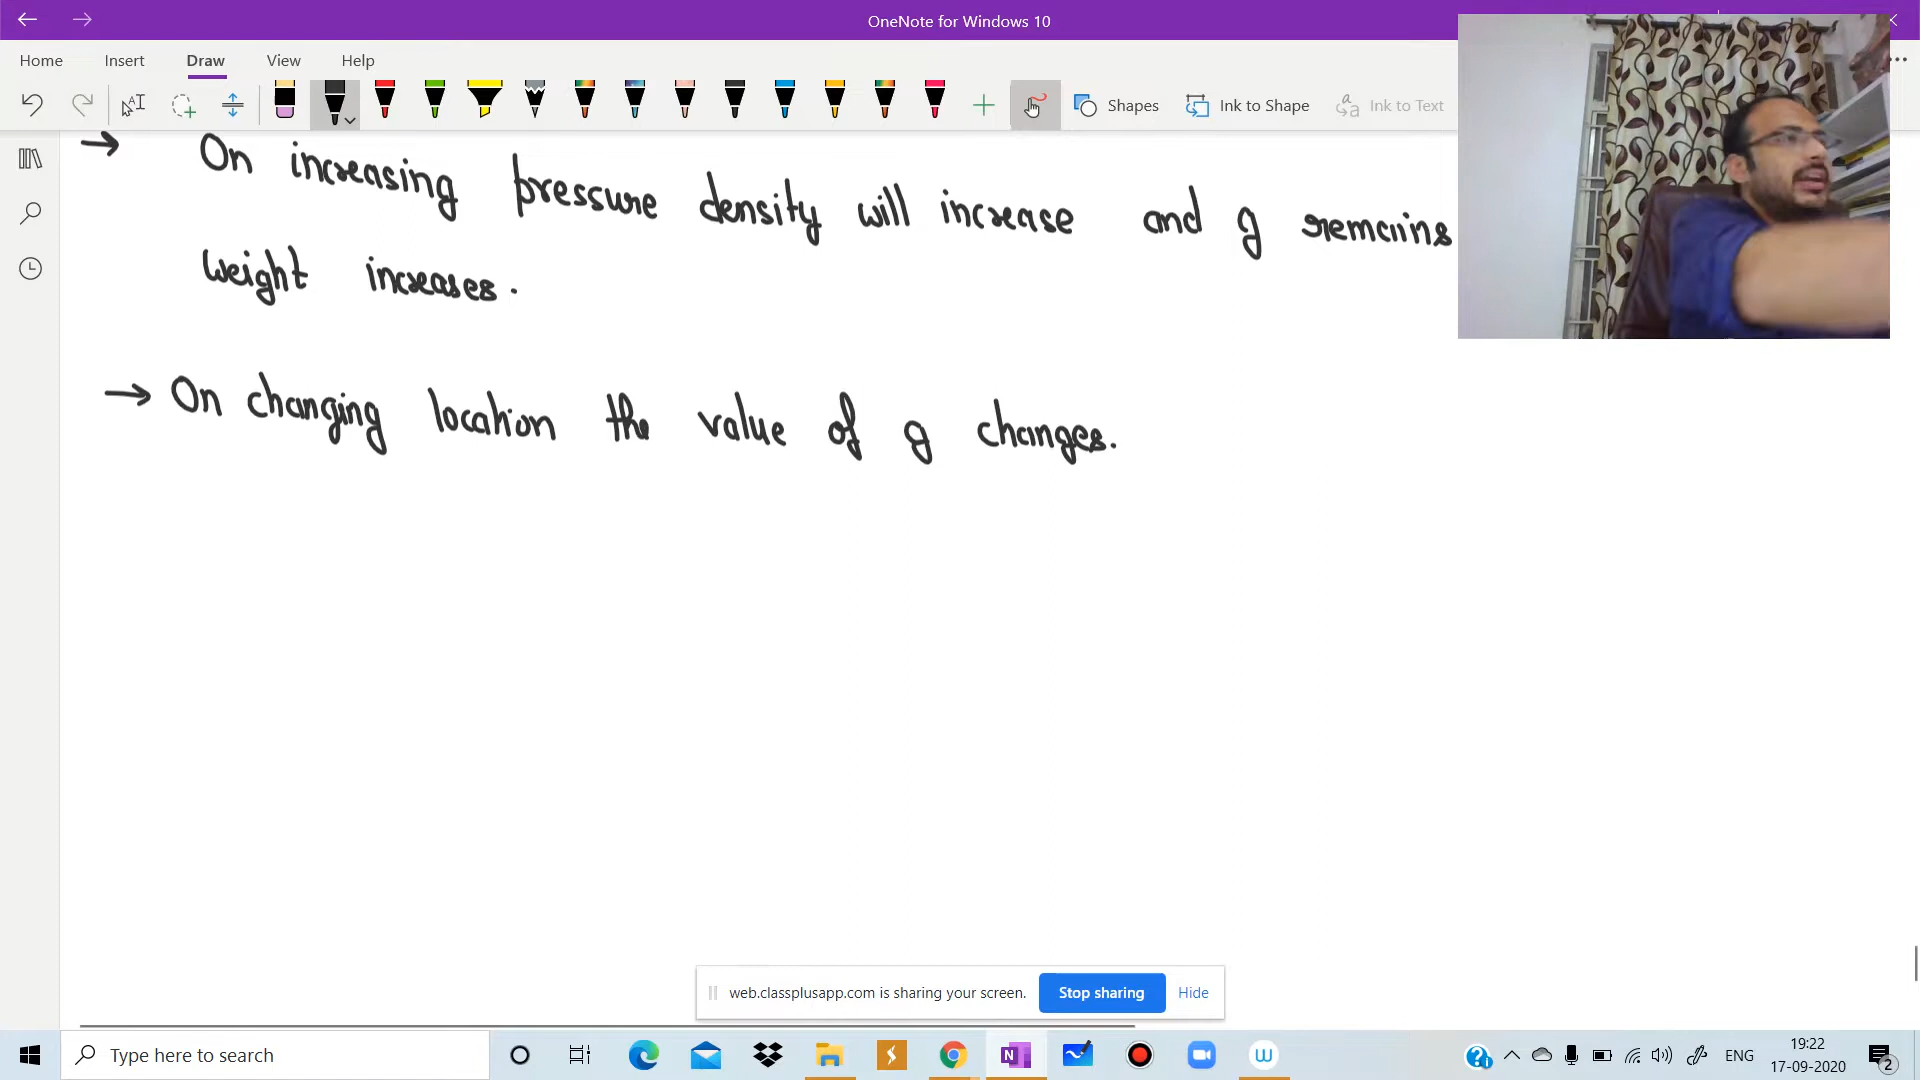 OneNote for Windows 10
Home Insert Draw View Help
Shapes Ink to Shape Ink to Text
→ On increasing pressure density will increase and g remains
weight increases.
→ On changing location the value of g changes.
web.classplusapp.com is sharing your screen. Stop sharing Hide
Type here to search
ENG 19:22
17-09-2020 2